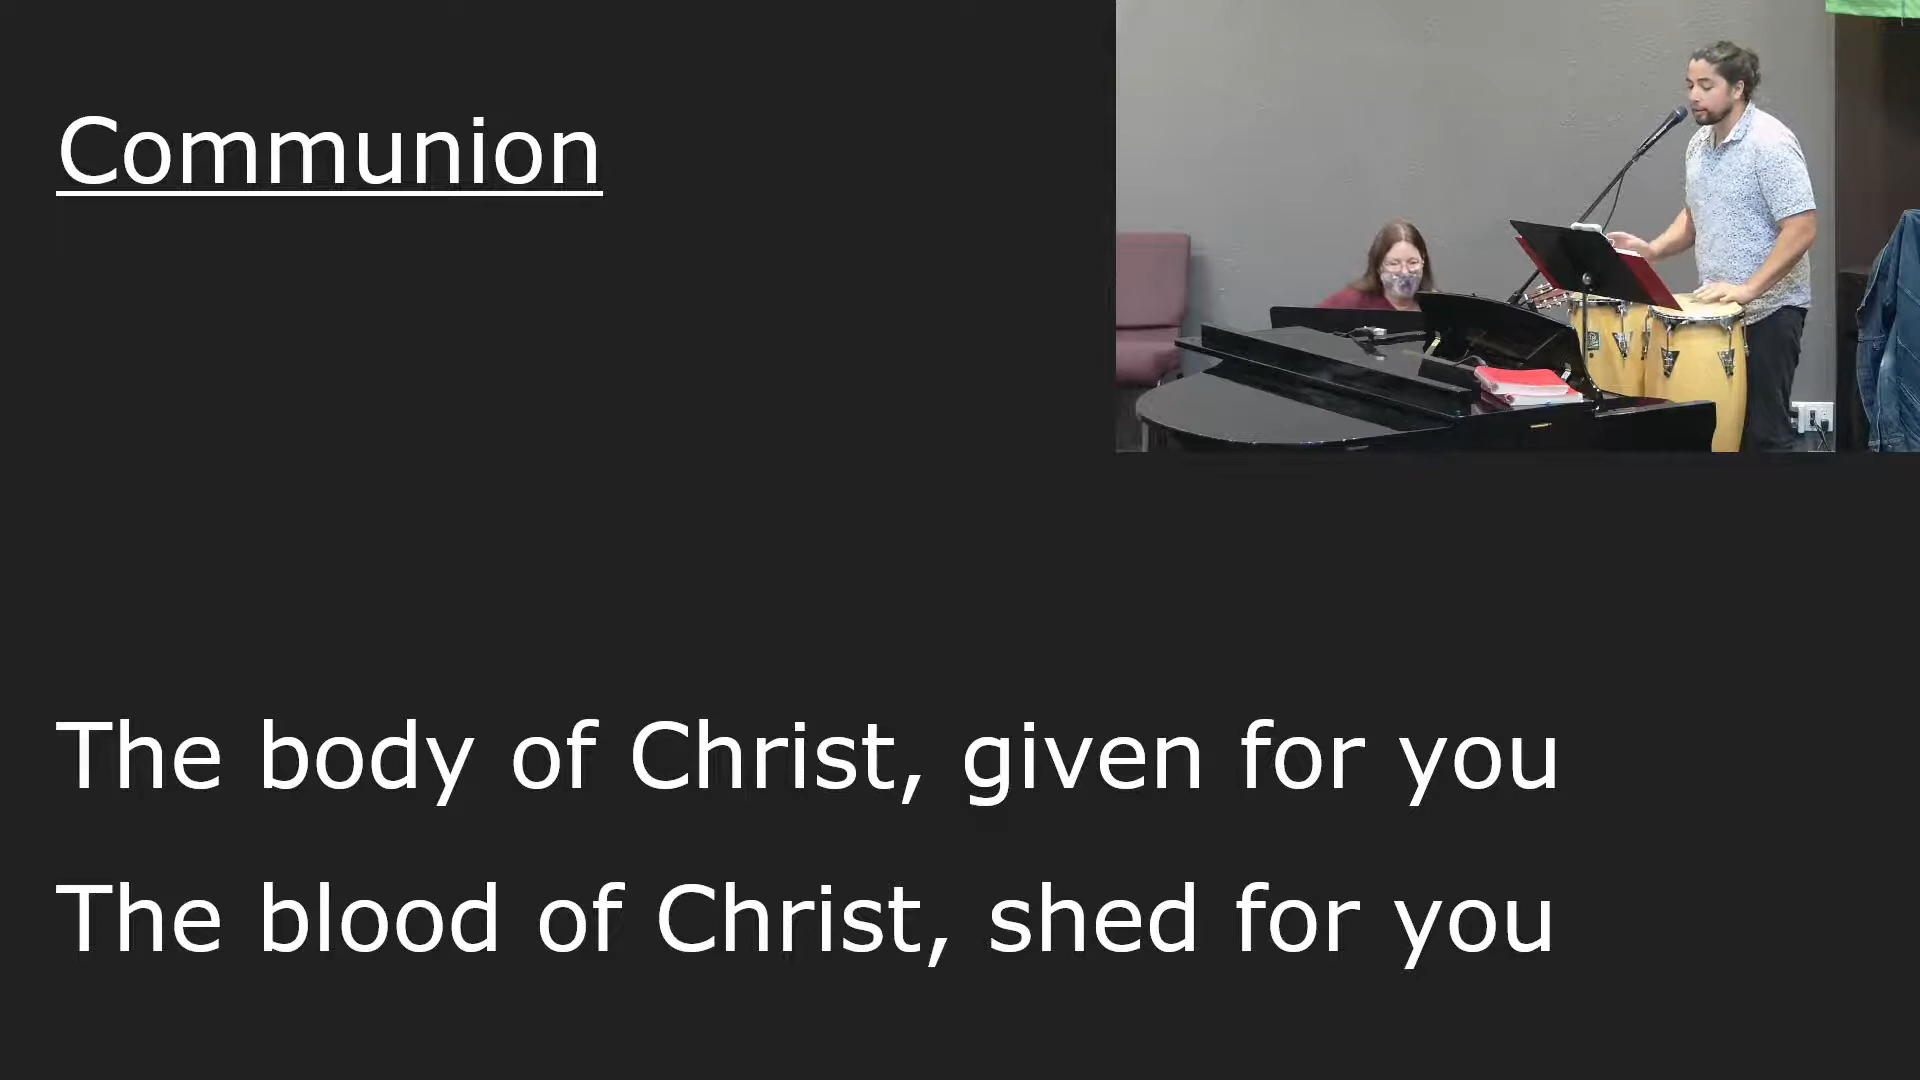 Communion
The body of Christ, given for you
The blood of Christ, shed for you